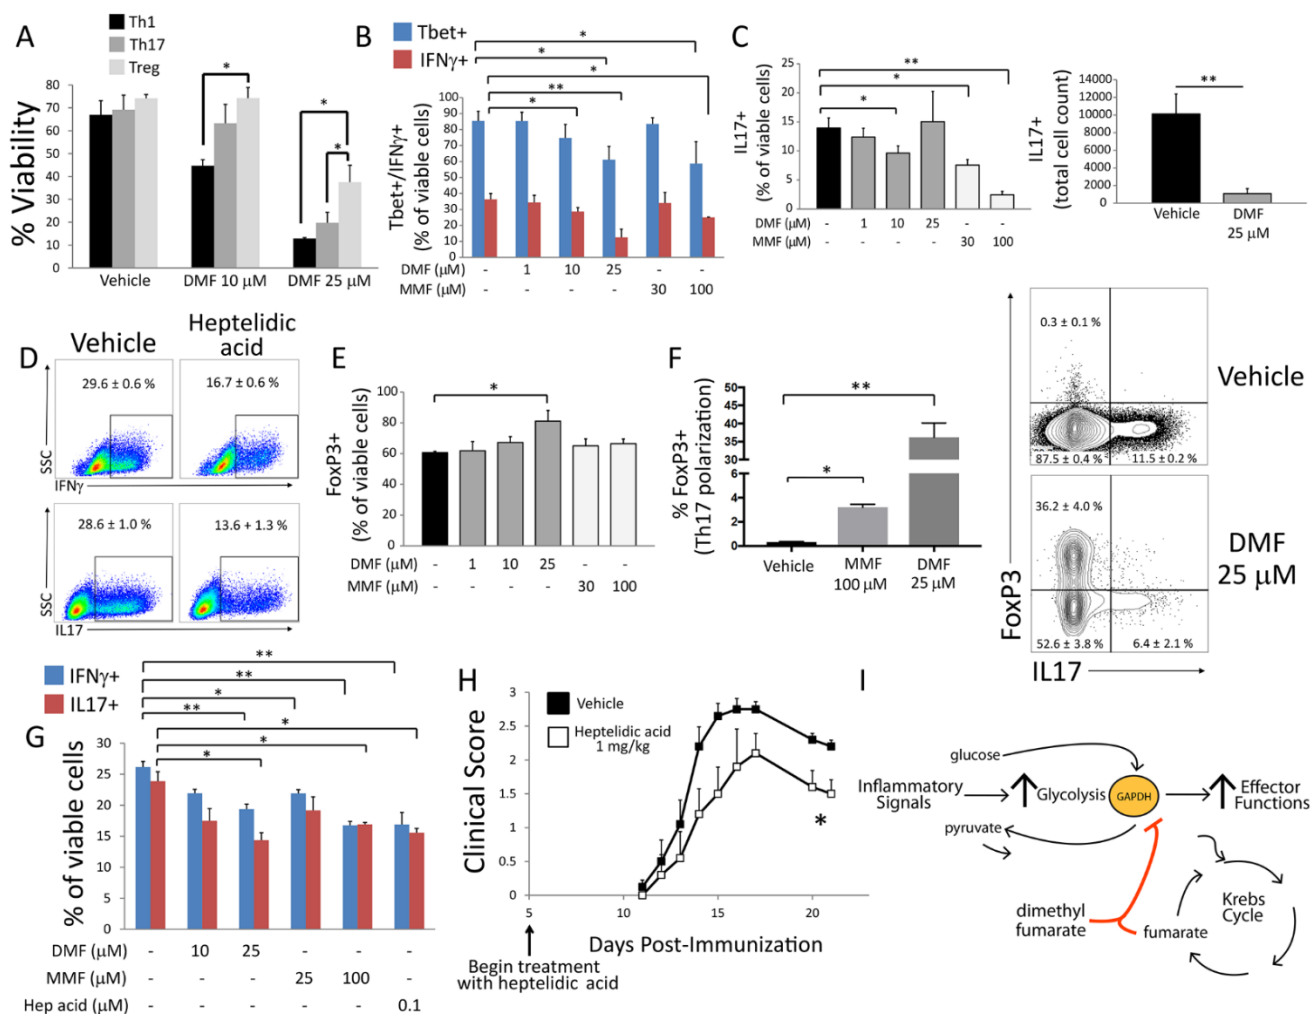 A
Th1
Th17
Treg
% Viability
80
70
60
50
40
30
20
10
0
*
*
*
Vehicle
DMF 10 µM
DMF 25 µM
B
Tbet+
IFNγ+
*
*
*
**
*
Tbet+/IFNγ+
(% of viable cells)
100
90
80
70
60
50
40
30
20
10
0
DMF (µM) - 1 10 25 - -
MMF (µM) - - - - 30 100
C
**
*
*
IL17+
(% of viable cells)
25
20
15
10
5
0
DMF (µM) - 1 10 25 - -
MMF (µM) - - - - 30 100
IL17+
(total cell count)
14000
12000
10000
8000
6000
4000
2000
0
**
Vehicle
DMF
25 µM
D
Vehicle
Heptelidic
acid
29.6 ± 0.6 %
16.7 ± 0.6 %
SSC
IFNγ
28.6 ± 1.0 %
13.6 + 1.3 %
SSC
IL17
E
*
FoxP3+
(% of viable cells)
100
80
60
40
20
0
DMF (µM) - 1 10 25 - -
MMF (µM) - - - - 30 100
F
**
*
% FoxP3+
(Th17 polarization)
50
45
40
35
30
6
4
2
0
Vehicle
MMF
100 µM
DMF
25 µM
0.3 ± 0.1 %
87.5 ± 0.4 %
11.5 ± 0.2 %
Vehicle
36.2 ± 4.0 %
52.6 ± 3.8 %
6.4 ± 2.1 %
DMF
25 µM
FoxP3
IL17
G
IFNγ+
IL17+
**
**
*
**
*
*
*
% of viable cells
30
25
20
15
10
5
0
DMF (µM) - 10 25 - - -
MMF (µM) - - - 25 100 -
Hep acid (µM) - - - - - 0.1
H
Vehicle
Heptelidic acid
1 mg/kg
Clinical Score
3
2.5
2
1.5
1
0.5
0
*
5
10
15
20
Days Post-Immunization
Begin treatment
with heptelidic acid
I
glucose
Inflammatory
Signals
Glycolysis
GAPDH
Effector
Functions
pyruvate
dimethyl
fumarate
fumarate
Krebs
Cycle